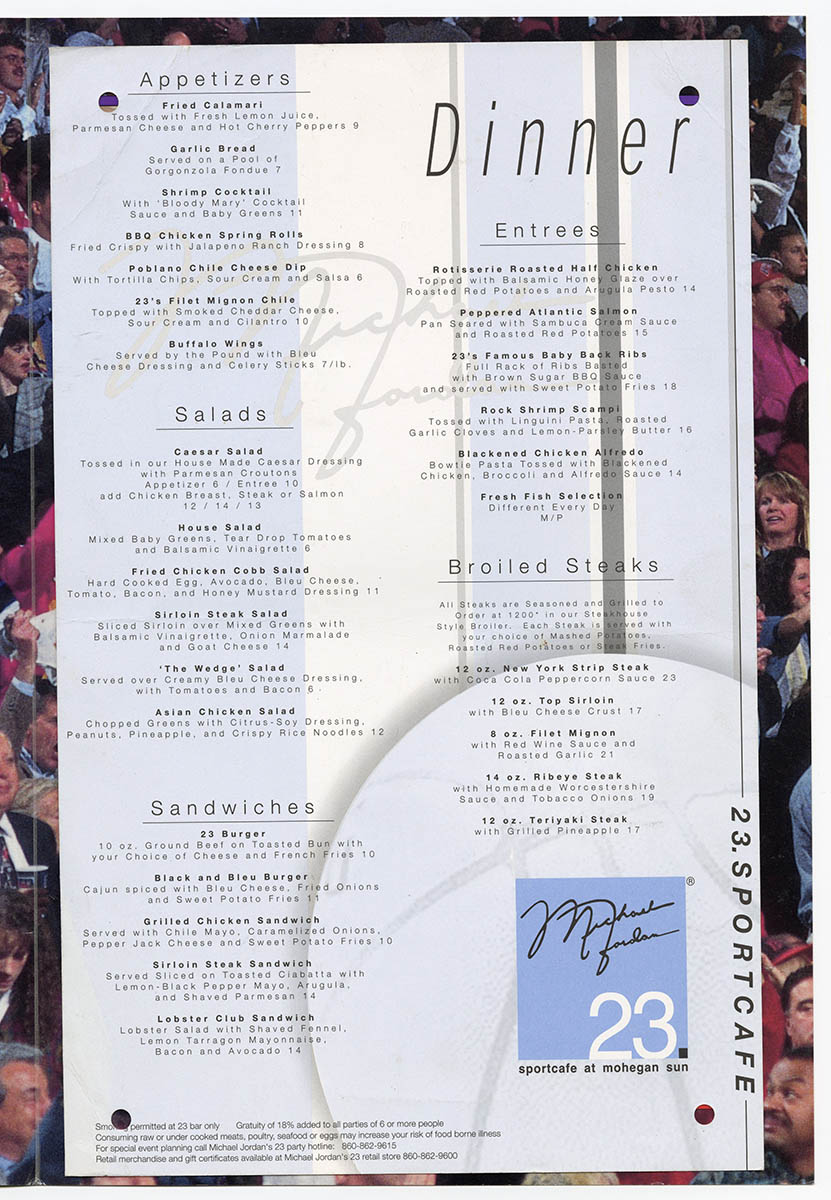 Appetizers
Fried Calamari
Tossed with Fresh Lemon Juice,
Parmesan Cheese and Hot Cherry Peppers 9
Garlic Bread
Served on a Pool of
Gorgonzola Fondue 7
Shrimp Cocktail
With 'Bloody Mary' Cocktail
Sauce and Baby Greens 11
BBQ Chicken Spring Rolls
Fried Crispy with Jalapeno Ranch Dressing 8
Poblano Chile Cheese Dip
With Tortilla Chips, Sour Cream and Salsa 6
23's Filet Mignon Chile
Topped with Smoked Cheddar Cheese,
Sour Cream and Cilantro 10
Buffalo Wings
Served by the Pound with Bleu
Cheese Dressing and Celery Sticks 7/lb.
Salads
Caesar Salad
Tossed in our House Made Caesar Dressing
with Parmesan Croutons
Appetizer 6 / Entree 10
add Chicken Breast, Steak or Salmon
12 / 14 / 13
House Salad
Mixed Baby Greens, Tear Drop Tomatoes
and Balsamic Vinaigrette 6
Fried Chicken Cobb Salad
Hard Cooked Egg, Avocado, Bleu Cheese,
Tomato, Bacon, and Honey Mustard Dressing 11
Sirloin Steak Salad
Sliced Sirloin over Mixed Greens with
Balsamic Vinaigrette, Onion Marmalade
and Goat Cheese 14
'The Wedge' Salad
Served over Creamy Bleu Cheese Dressing,
with Tomatoes and Bacon 6
Asian Chicken Salad
Chopped Greens with Citrus-Soy Dressing,
Peanuts, Pineapple, and Crispy Rice Noodles 12
Sandwiches
23 Burger
10 oz. Ground Beef on Toasted Bun with
your Choice of Cheese and French Fries 10
Black and Bleu Burger
Cajun spiced with Bleu Cheese, Fried Onions
and Sweet Potato Fries 11
Grilled Chicken Sandwich
Served with Chile Mayo, Caramelized Onions,
Pepper Jack Cheese and Sweet Potato Fries 10
Sirloin Steak Sandwich
Served Sliced on Toasted Ciabatta with
Lemon-Black Pepper Mayo, Arugula,
and Shaved Parmesan 14
Lobster Club Sandwich
Lobster Salad with Shaved Fennel,
Lemon Tarragon Mayonnaise,
Bacon and Avocado 14
Dinner
Entrees
Rotisserie Roasted Half Chicken
Topped with Balsamic Honey Glaze over
Roasted Red Potatoes and Arugula Pesto 14
Peppered Atlantic Salmon
Pan Seared with Sambuca Cream Sauce
and Roasted Red Potatoes 15
23's Famous Baby Back Ribs
Full Rack of Ribs Basted
with Brown Sugar BBQ Sauce
and served with Sweet Potato Fries 18
Rock Shrimp Scampi
Tossed with Linguini Pasta, Roasted
Garlic Cloves and Lemon-Parsley Butter 16
Blackened Chicken Alfredo
Bowtie Pasta Tossed with Blackened
Chicken, Broccoli and Alfredo Sauce 14
Fresh Fish Selection
Different Every Day
M/P
Broiled Steaks
All Steaks are Seasoned and Grilled to
Order at 1200° in our Steakhouse
Style Broiler. Each Steak is served with
your choice of Mashed Potatoes,
Roasted Red Potatoes or Steak Fries.
12 oz. New York Strip Steak
with Coca Cola Peppercorn Sauce 23
12 oz. Top Sirloin
with Bleu Cheese Crust 17
8 oz. Filet Mignon
with Red Wine Sauce and
Roasted Garlic 21
14 oz. Ribeye Steak
with Homemade Worcestershire
Sauce and Tobacco Onions 19
12 oz. Teriyaki Steak
with Grilled Pineapple 17
Michael
Jordan
®
23.
sportcafe at mohegan sun
23.SPORTCAFE
Michael
Jordan
permitted at 23 bar only Gratuity of 18% added to all parties of 6 or more people
Consuming raw or under cooked meats, poultry, seafood or eggs may increase your risk of food borne illness
For special event planning call Michael Jordan's 23 party hotline: 860-862-9615
Retail merchandise and gift certificates available at Michael Jordan's 23 retail store 860-862-9600